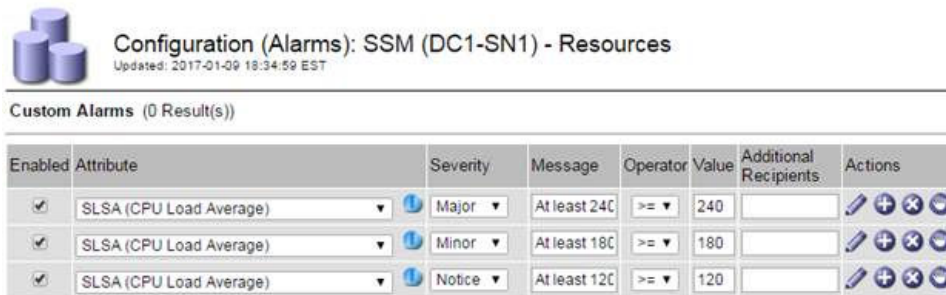 Configuration (Alarms): SSM (DC1-SN1) - Resources
Updated: 2017-01-09 18:34:59 EST
Custom Alarms (0 Result(s))
Enabled Attribute Severity Message Operator Value Additional Recipients Actions
SLSA (CPU Load Average) Major At least 240 >= 240
SLSA (CPU Load Average) Minor At least 180 >= 180
SLSA (CPU Load Average) Notice At least 120 >= 120